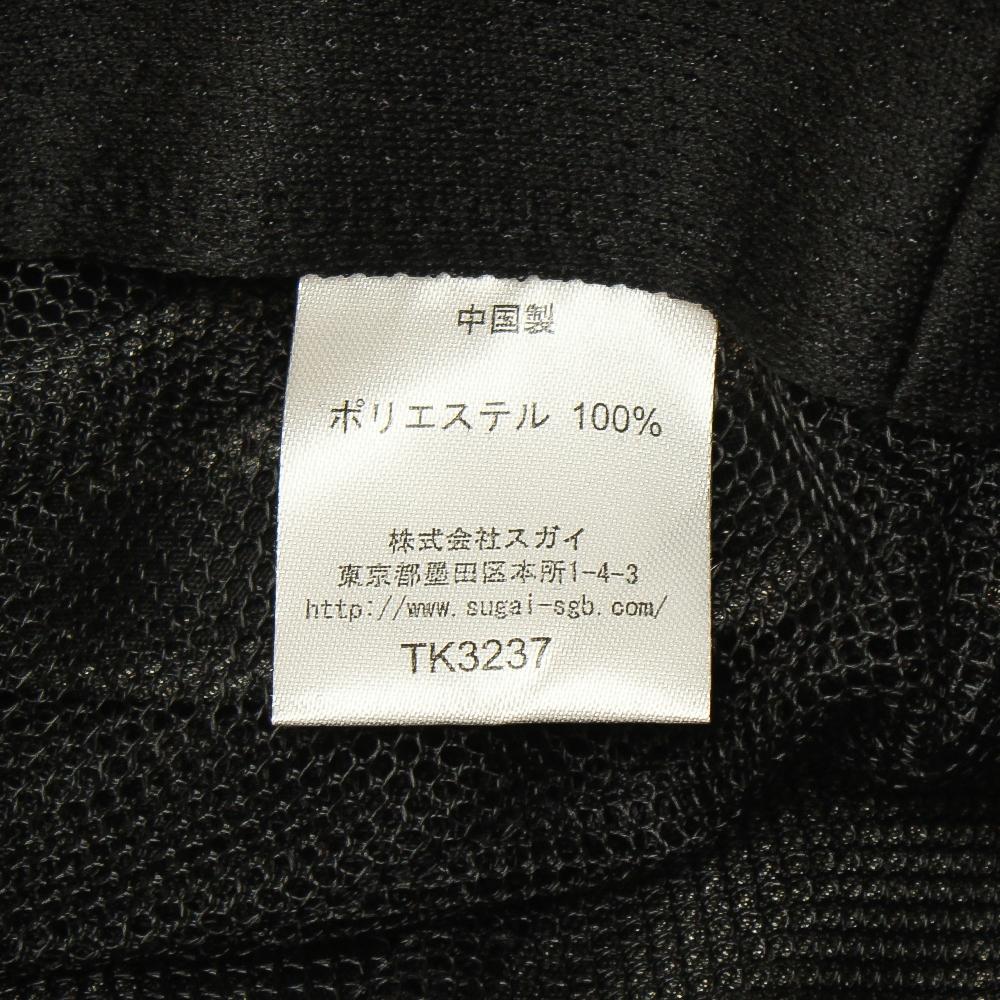 中国製
ポリエステル 100%
株式会社スガイ
東京都墨田区本所1-4-3
http://www.sugai-sgb.com/
TK3237